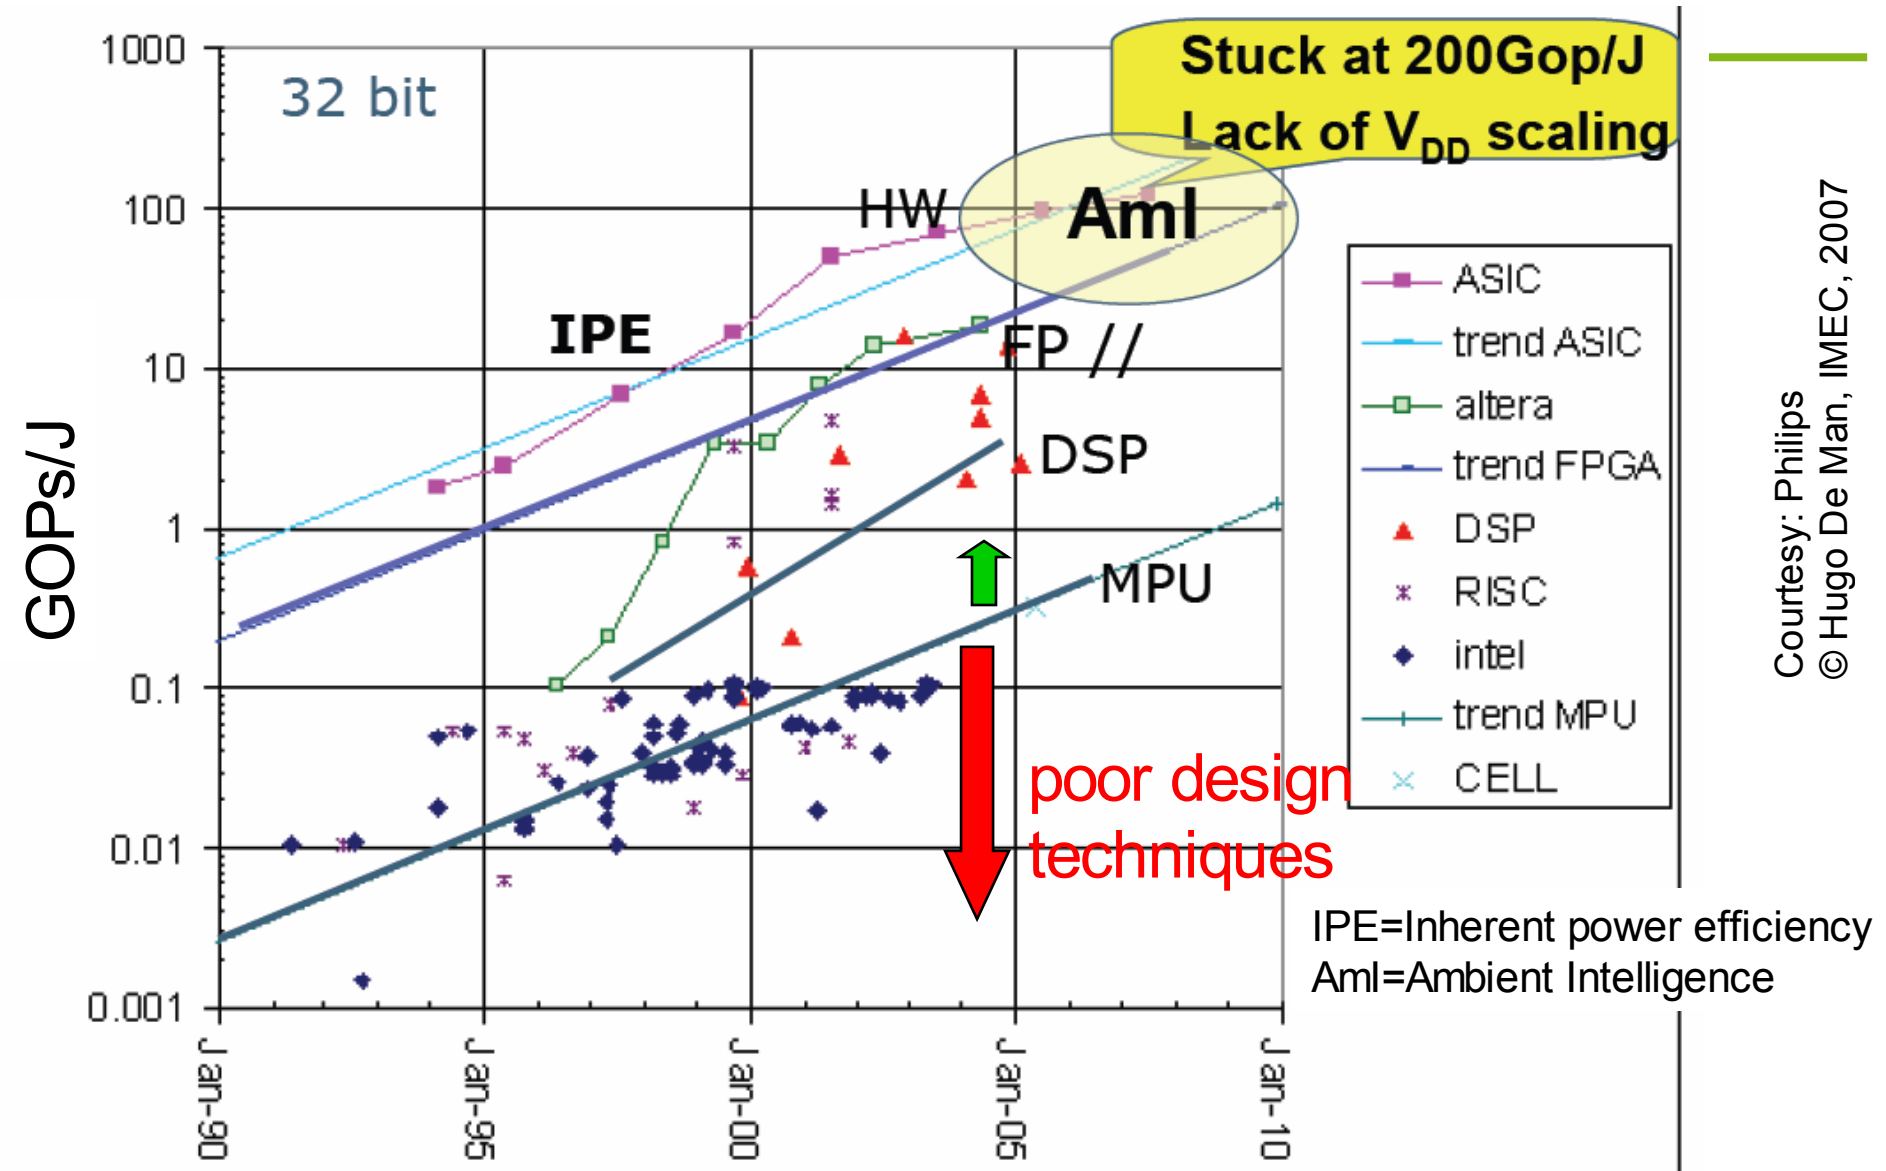 1000
100
10
1
0.1
0.01
0.001
GOPs/J
32 bit
Stuck at 200Gop/J
Lack of VDD scaling
HW
AmI
IPE
FP //
DSP
MPU
poor design
techniques
Jan-90
Jan-95
Jan-00
Jan-05
Jan-10
ASIC
trend ASIC
altera
trend FPGA
DSP
RISC
intel
trend MPU
CELL
IPE=Inherent power efficiency
AmI=Ambient Intelligence
Courtesy: Philips
© Hugo De Man, IMEC, 2007